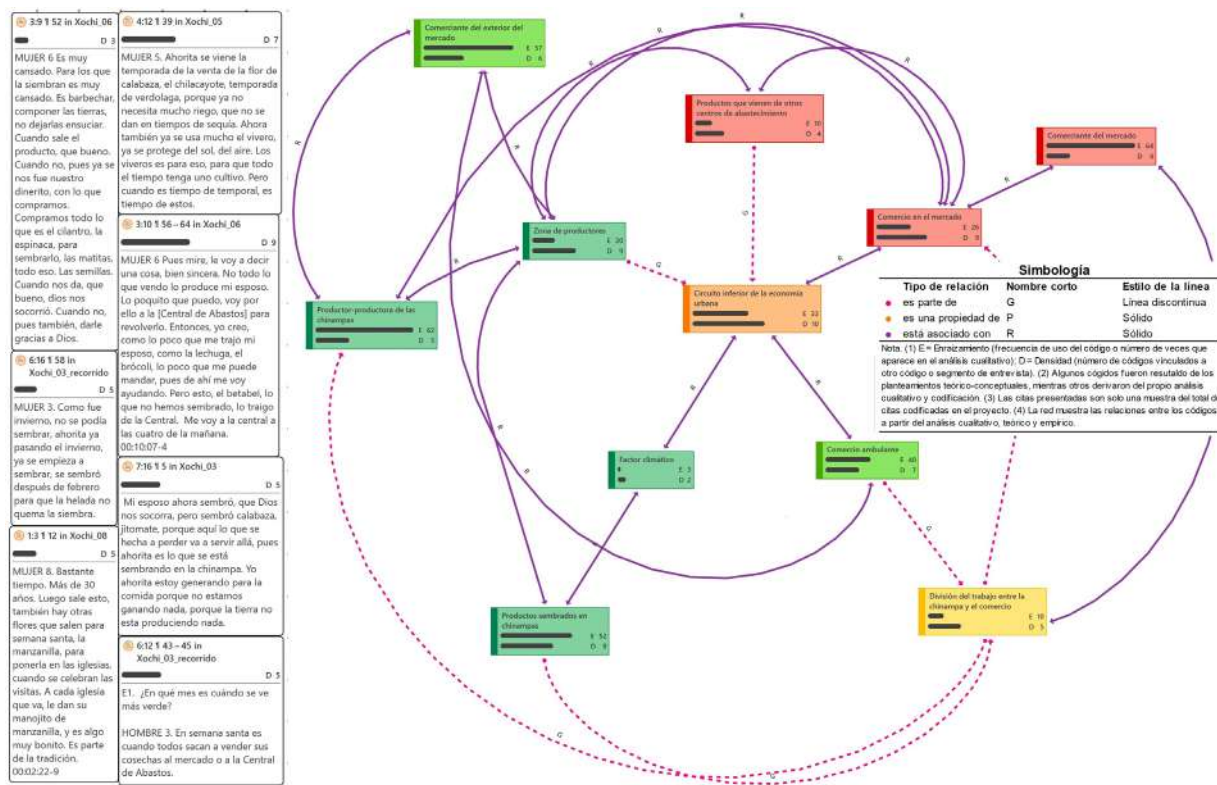 3:9 ¶ 52 in Xochi_06
D 3
MUJER 6 Es muy
cansado. Para los que
la siembran es muy
cansado. Es barbechar,
componer las tierras,
no dejarlas ensuciar.
Cuando sale el
producto, que bueno.
Cuando no, pues ya se
nos fue nuestro
dinerito, con lo que
compramos.
Compramos todo lo
que es el cilantro, la
espinaca, para
sembrarlo, las matitas,
todo eso. Las semillas.
Cuando nos da, que
bueno, dios nos
socorrió. Cuando no,
pues también, darle
gracias a Dios.
6:16 ¶ 58 in
Xochi_03_recorrido
D 5
MUJER 3. Como fue
invierno, no se podía
sembrar, ahorita ya
pasando el invierno,
ya se empieza a
sembrar, se sembró
después de febrero
para que la helada no
quema la siembra.
1:3 ¶ 12 in Xochi_08
D 5
MUJER 8. Bastante
tiempo. Más de 30
años. Luego sale esto,
también hay otras
flores que salen para
semana santa, la
manzanilla, para
ponerla en las iglesias,
cuando se celebran las
visitas. A cada iglesia
que va, le dan su
manojito de
manzanilla, y es algo
muy bonito. Es parte
de la tradición.
00:02:22-9
4:12 ¶ 39 in Xochi_05
D 7
MUJER 5. Ahorita se viene la
temporada de la venta de la flor de
calabaza, el chilacayote, temporada
de verdolaga, porque ya no
necesita mucho riego, que no se
dan en tiempos de sequía. Ahora
también ya se usa mucho el vivero,
ya se protege del sol, del aire. Los
viveros es para eso, para que todo
el tiempo tenga uno cultivo. Pero
cuando es tiempo de temporal, es
tiempo de estos.
3:10 ¶ 56 – 64 in Xochi_06
D 9
MUJER 6 Pues mire, le voy a decir
una cosa, bien sincera. No todo lo
que vendo lo produce mi esposo.
Lo poquito que puedo, voy por
ello a la [Central de Abastos] para
revolverlo. Entonces, yo creo,
como lo poco que me trajo mi
esposo, como la lechuga, el
brócoli, lo poco que me puede
mandar, pues de ahí me voy
ayudando. Pero esto, el betabel, lo
que no hemos sembrado, lo traigo
de la Central. Me voy a la central a
las cuatro de la mañana.
00:10:07-4
7:16 ¶ 5 in Xochi_03
D 5
Mi esposo ahora sembró, que Dios
nos socorra, pero sembró calabaza,
jitomate, porque aquí lo que se
hecha a perder va a servir allá, pues
ahorita es lo que se está
sembrando en la chinampa. Yo
ahorita estoy generando para la
comida porque no estamos
ganando nada, porque la tierra no
esta produciendo nada.
6:12 ¶ 43 – 45 in
Xochi_03_recorrido
D 5
E1. ¿En qué mes es cuándo se ve
más verde?
HOMBRE 3. En semana santa es
cuando todos sacan a vender sus
cosechas al mercado o a la Central
de Abastos.
Comerciante del exterior del
mercado
E 57
D 6
Productos que vienen de otros
centros de abastecimiento
E 10
D 4
Comerciante del mercado
E 64
Comercio en el mercado
E 26
D 9
Zona de productores
E 20
D 9
Circuito inferior de la economía
urbana
E 32
D 10
Productor-productora de las
chinampas
E 62
D 5
Factor climático
E 3
D 2
Comercio ambulante
E 40
D 7
División del trabajo entre la
chinampa y el comercio
E 10
D 5
Productos sembrados en
chinampas
E 52
D 9
Simbología
Tipo de relación Nombre corto Estilo de la línea
es parte de G Línea discontinua
es una propiedad de P Sólido
está asociado con R Sólido
Nota. (1) E = Enraizamiento (frecuencia de uso del código o número de veces que
aparece en el análisis cualitativo); D = Densidad (número de códigos vinculados a
otro código o segmento de entrevista). (2) Algunos cógidos fueron resutaldo de los
planteamientos teórico-conceptuales, mientras otros derivaron del propio análisis
cualitativo y codificación. (3) Las citas presentadas son solo una muestra del total de
citas codificadas en el proyecto. (4) La red muestra las relaciones entre los códigos
a partir del análisis cualitativo, teórico y empírico.